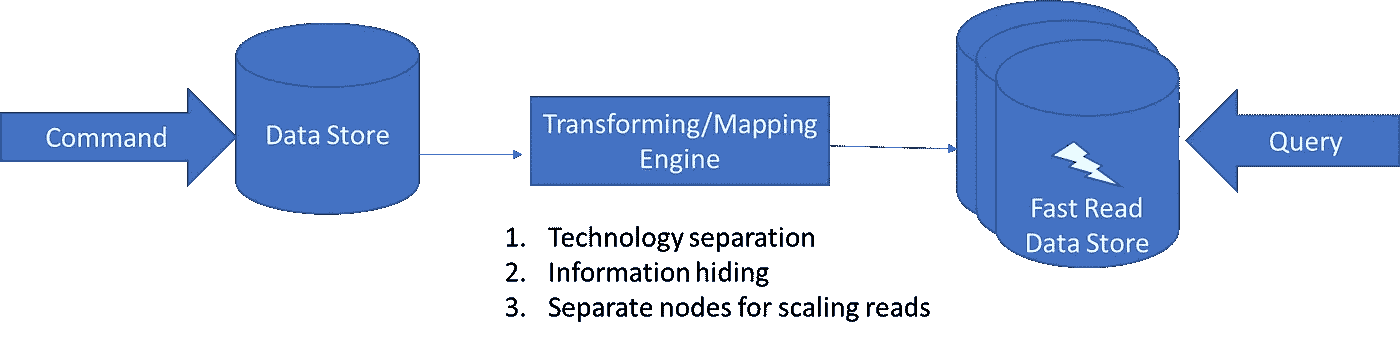 Command
Data Store
Transforming/Mapping
Engine
Fast Read
Data Store
Query
1. Technology separation
2. Information hiding
3. Separate nodes for scaling reads